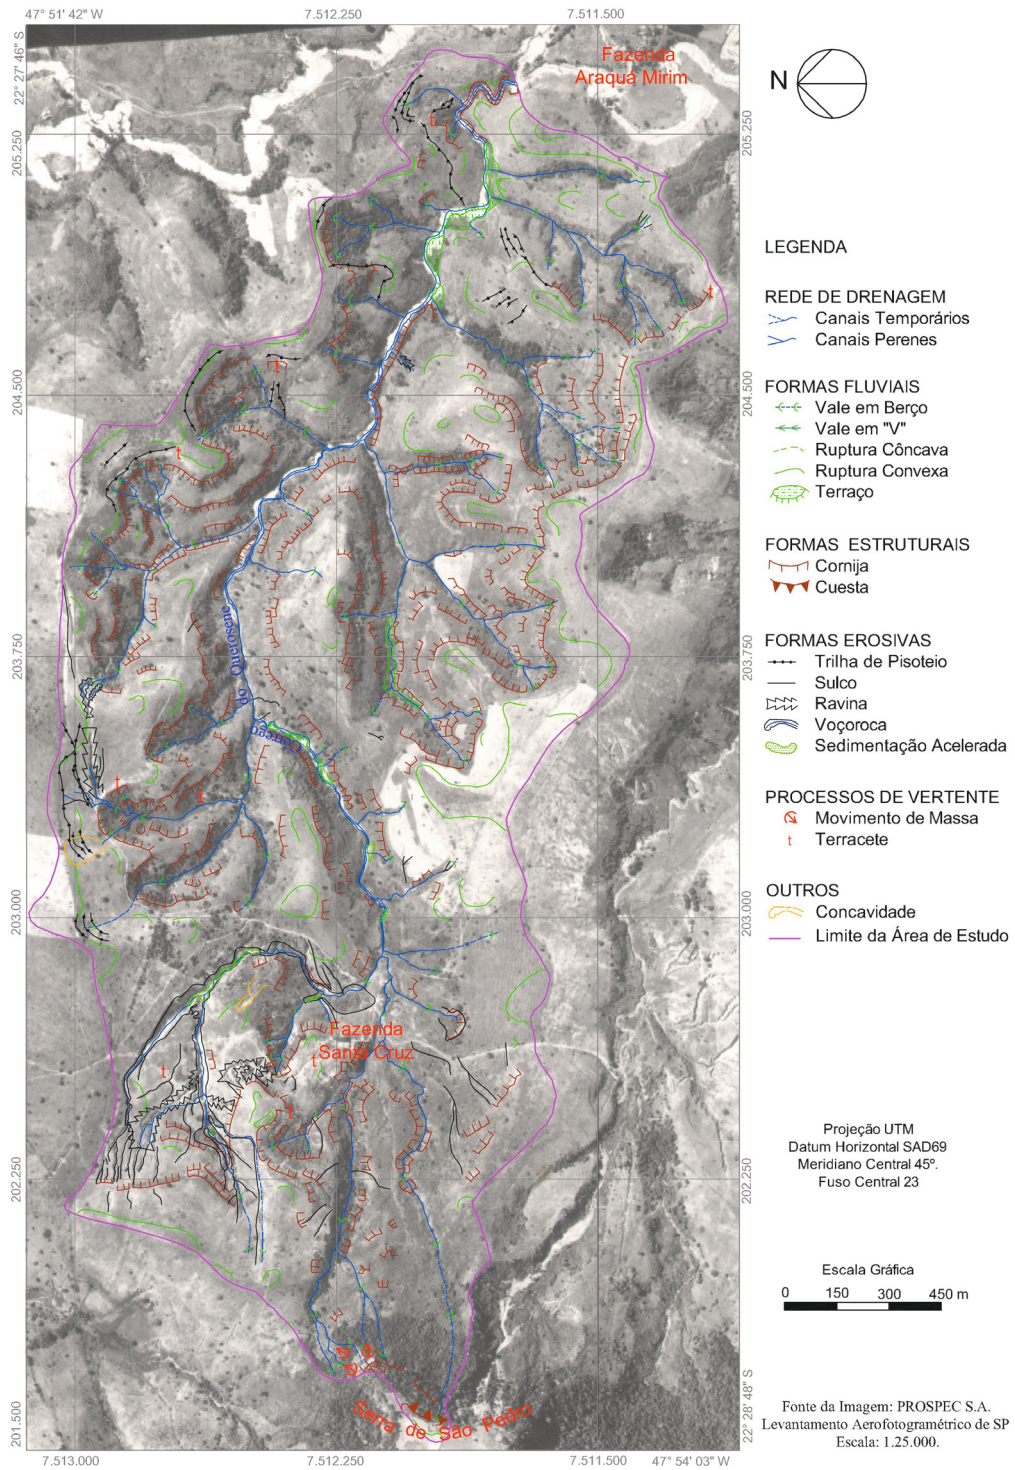 47° 51' 42" W
7.512.250
7.511.500
22° 27' 46" S
205.250
204.500
203.750
203.000
202.250
201.500
Fazenda
Araquá Mirim
t
t
t
t
t
t
t
t
t
t
Córrego
do Querosene
Fazenda
Santa Cruz
Serra de São Pedro
205.250
204.500
203.750
203.000
202.250
22° 28' 48" S
7.513.000
7.512.250
7.511.500
47° 54' 03" W
N
LEGENDA
REDE DE DRENAGEM
Canais Temporários
Canais Perenes
FORMAS FLUVIAIS
Vale em Berço
Vale em "V"
Ruptura Côncava
Ruptura Convexa
Terraço
FORMAS ESTRUTURAIS
Cornija
Cuesta
FORMAS EROSIVAS
Trilha de Pisoteio
Sulco
Ravina
Voçoroca
Sedimentação Acelerada
PROCESSOS DE VERTENTE
Movimento de Massa
t Terracete
OUTROS
Concavidade
Limite da Área de Estudo
Projeção UTM
Datum Horizontal SAD69
Meridiano Central 45º.
Fuso Central 23
Escala Gráfica
0 150 300 450 m
Fonte da Imagem: PROSPEC S.A.
Levantamento Aerofotogramétrico de SP
Escala: 1.25.000.